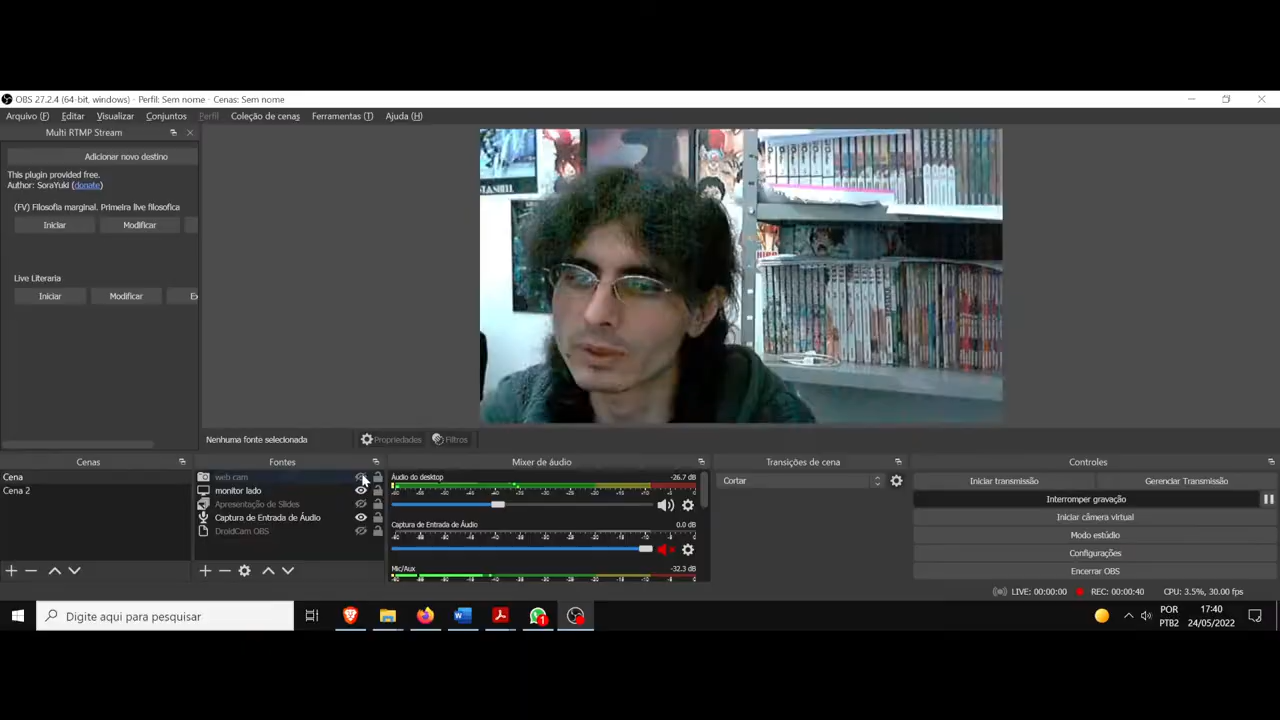 OBS 27.2.4 (64-bit, windows) - Perfil: Sem nome - Cenas: Sem nome
Arquivo (F) Editar Visualizar Conjuntos Perfil Coleção de cenas Ferramentas (T) Ajuda (H)
Multi RTMP Stream
Adicionar novo destino
This plugin provided free.
Author: SoraYuki (donate)
(FV) Filosofia marginal. Primeira live filosofica
Iniciar Modificar
Live Literaria
Iniciar Modificar
Nenhuma fonte selecionada Propriedades Filtros
Cenas
Cena
Cena 2
Fontes
web cam
monitor lado
Apresentação de Slides
Captura de Entrada de Áudio
DroidCam OBS
Mixer de áudio
Áudio do desktop -26.7 dB
Captura de Entrada de Áudio 0.0 dB
Mic/Aux -32.3 dB
Transições de cena
Cortar
Controles
Iniciar transmissão Gerenciar Transmissão
Interromper gravação
Iniciar câmera virtual
Modo estúdio
Configurações
Encerrar OBS
LIVE: 00:00:00 REC: 00:00:40 CPU: 3.5%, 30.00 fps
Digite aqui para pesquisar
POR
PTB2
17:40
24/05/2022